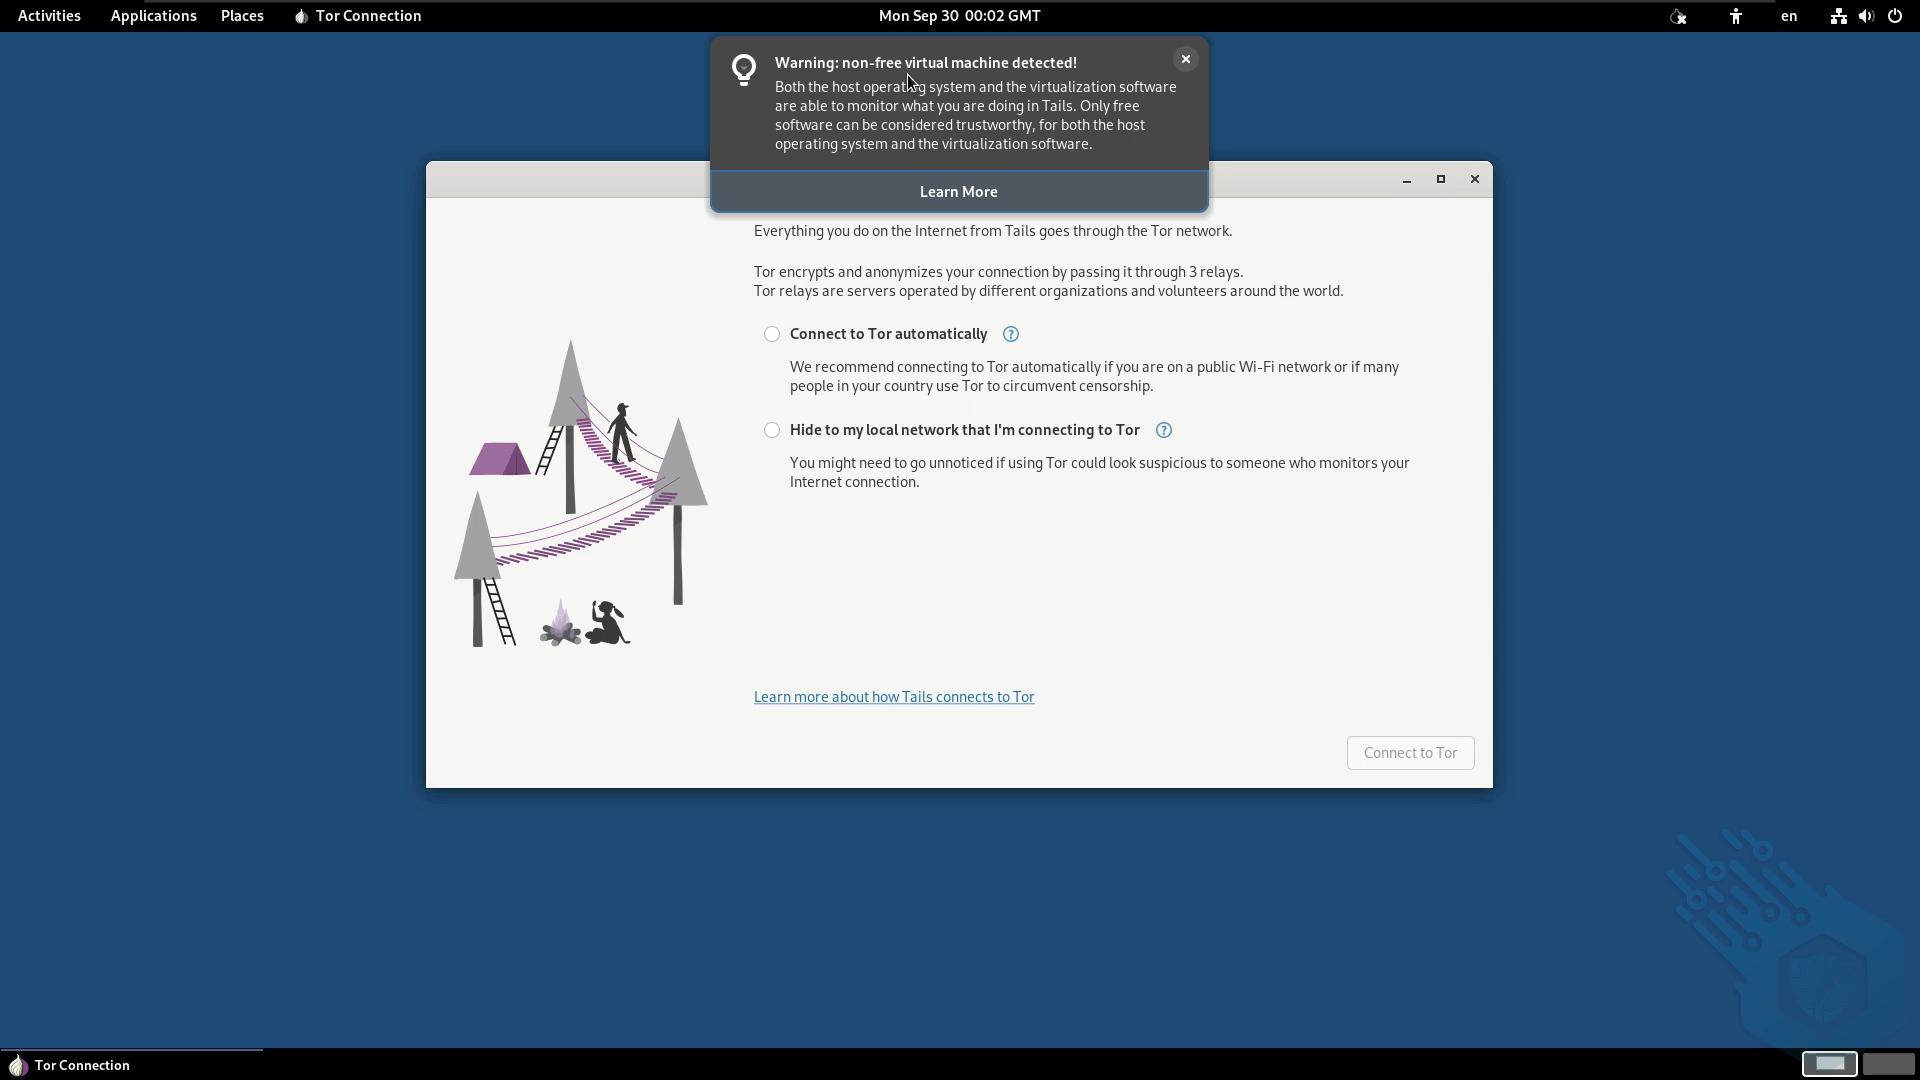 Activities Applications Places Tor Connection Mon Sep 30 00:02 GMT en
Warning: non-free virtual machine detected!
Both the host operating system and the virtualization software
are able to monitor what you are doing in Tails. Only free
software can be considered trustworthy, for both the host
operating system and the virtualization software.
Learn More
Everything you do on the Internet from Tails goes through the Tor network.
Tor encrypts and anonymizes your connection by passing it through 3 relays.
Tor relays are servers operated by different organizations and volunteers around the world.
Connect to Tor automatically ?
We recommend connecting to Tor automatically if you are on a public Wi-Fi network or if many
people in your country use Tor to circumvent censorship.
Hide to my local network that I'm connecting to Tor ?
You might need to go unnoticed if using Tor could look suspicious to someone who monitors your
Internet connection.
Learn more about how Tails connects to Tor
Connect to Tor
Tor Connection